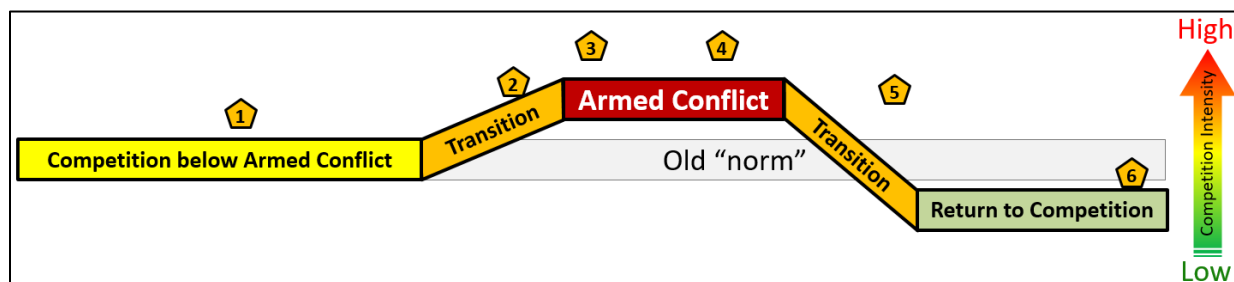 High
3
4
2
5
1
Armed Conflict
Transition
Competition below Armed Conflict
Old “norm”
Transition
6
Return to Competition
Competition Intensity
Low